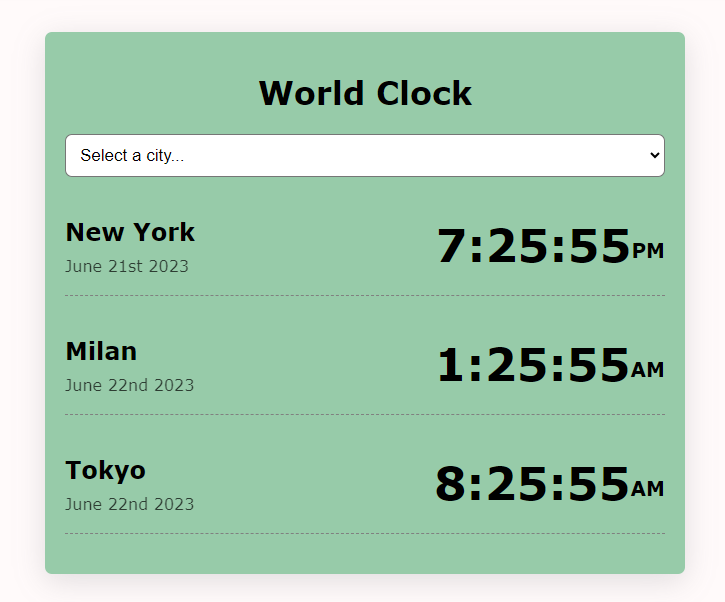 World Clock
Select a city...
New York
7:25:55PM
June 21st 2023
Milan
1:25:55AM
June 22nd 2023
Tokyo
8:25:55AM
June 22nd 2023